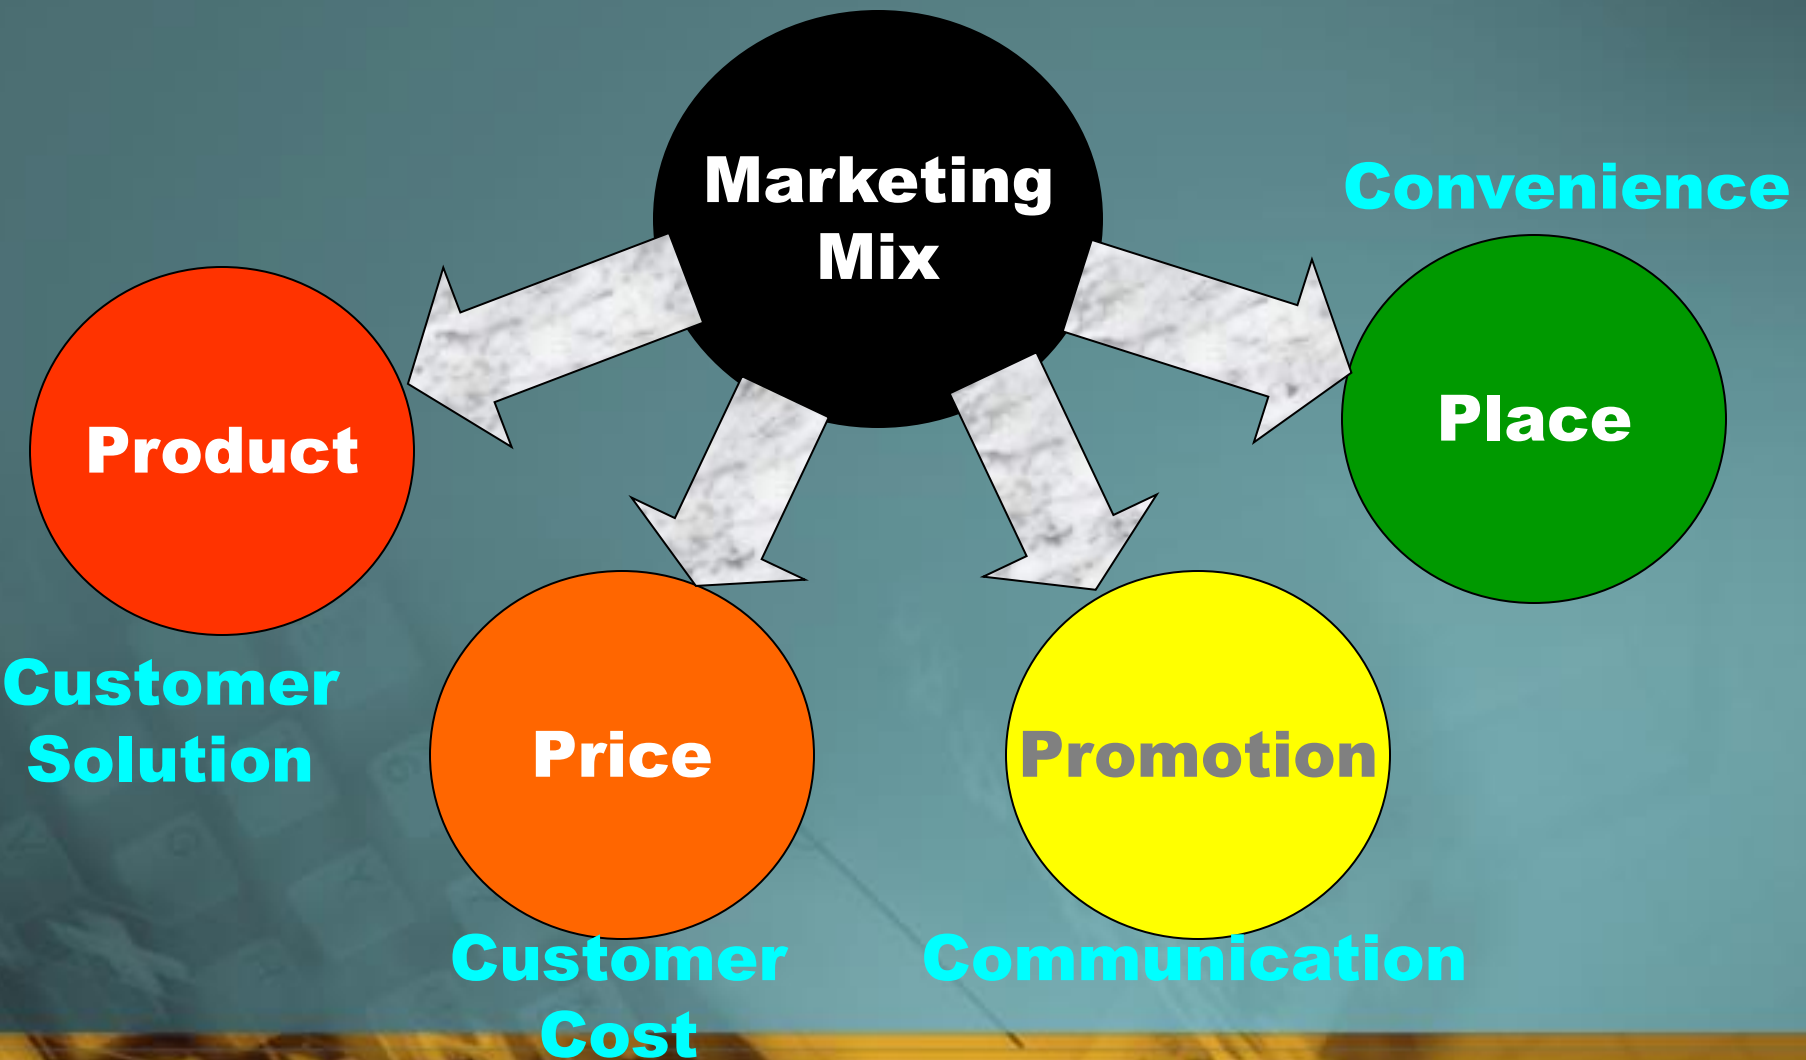 Marketing
Mix
Convenience
Product
Place
Customer
Solution
Price
Promotion
Customer
Cost
Communication